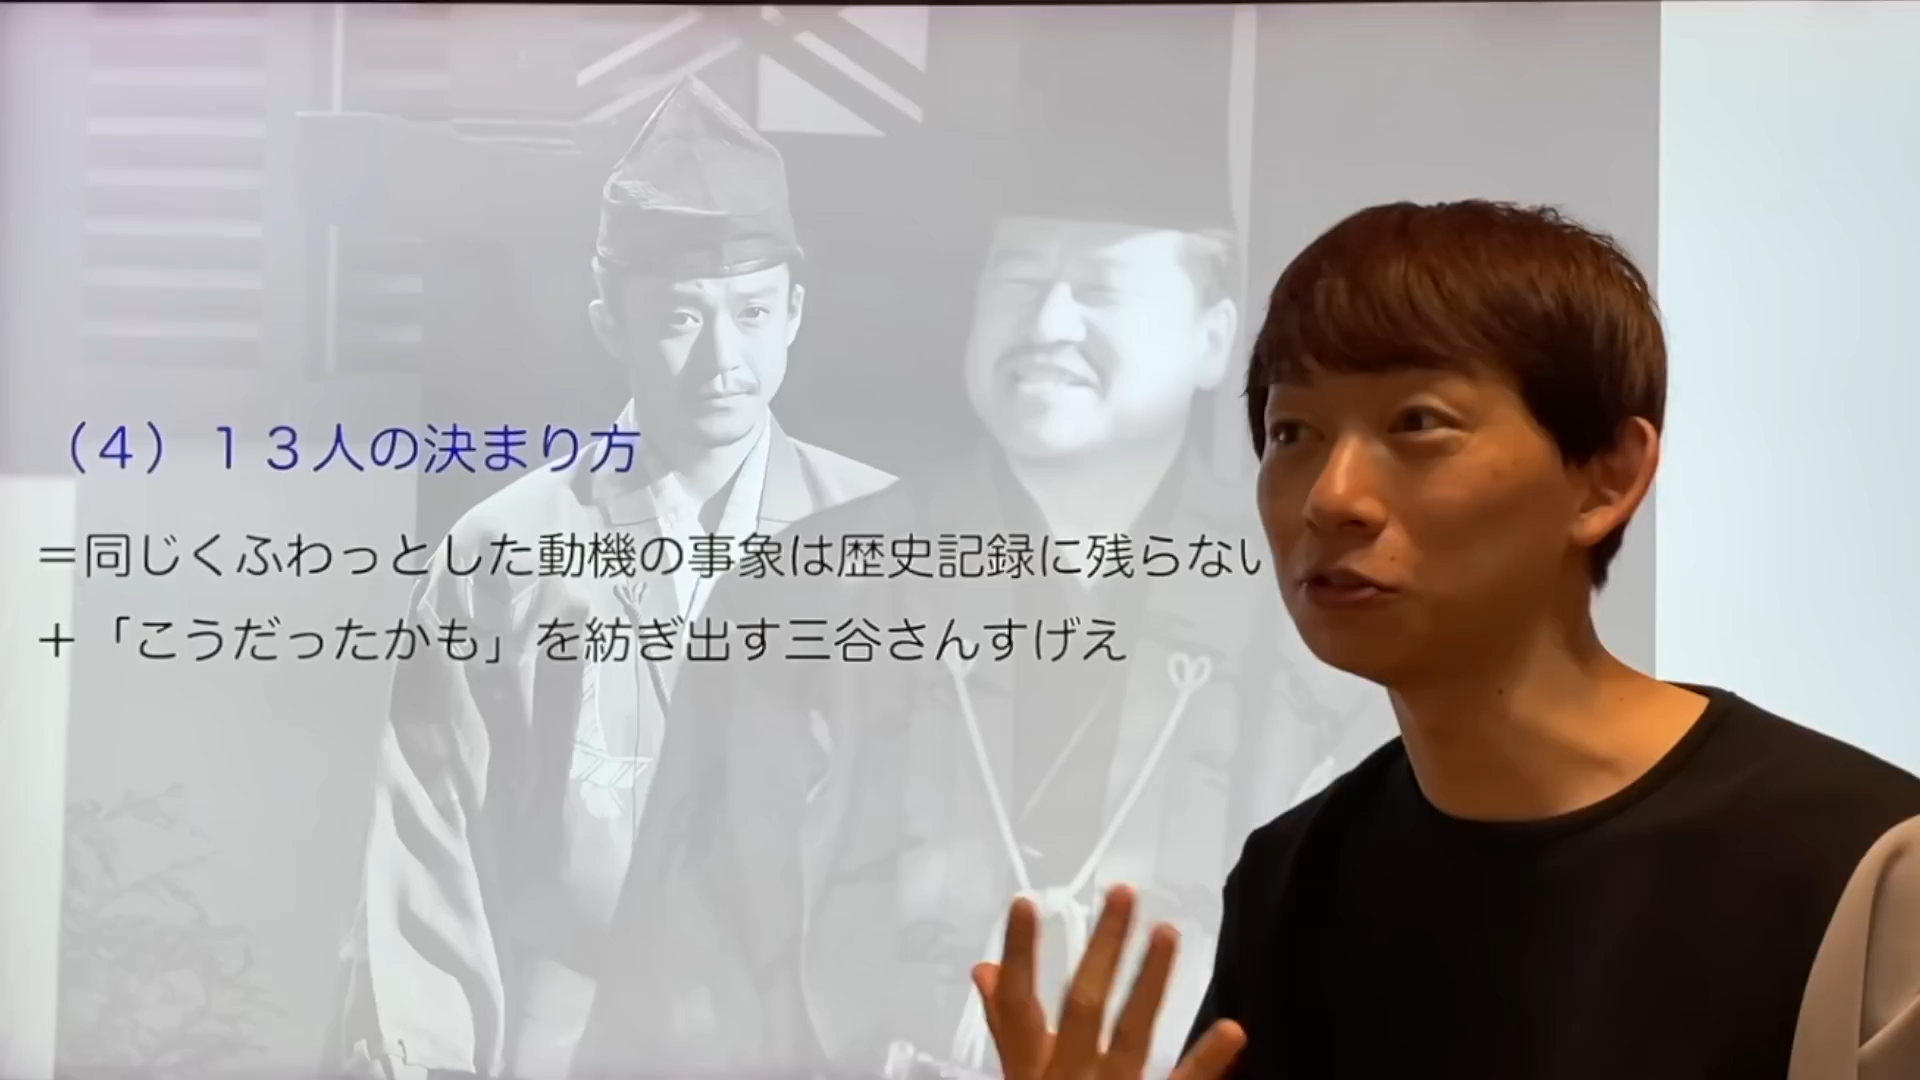 （４）１３人の決まり方
＝同じくふわっとした動機の事象は歴史記録に残らない
＋「こうだったかも」を紡ぎ出す三谷さんすげえ